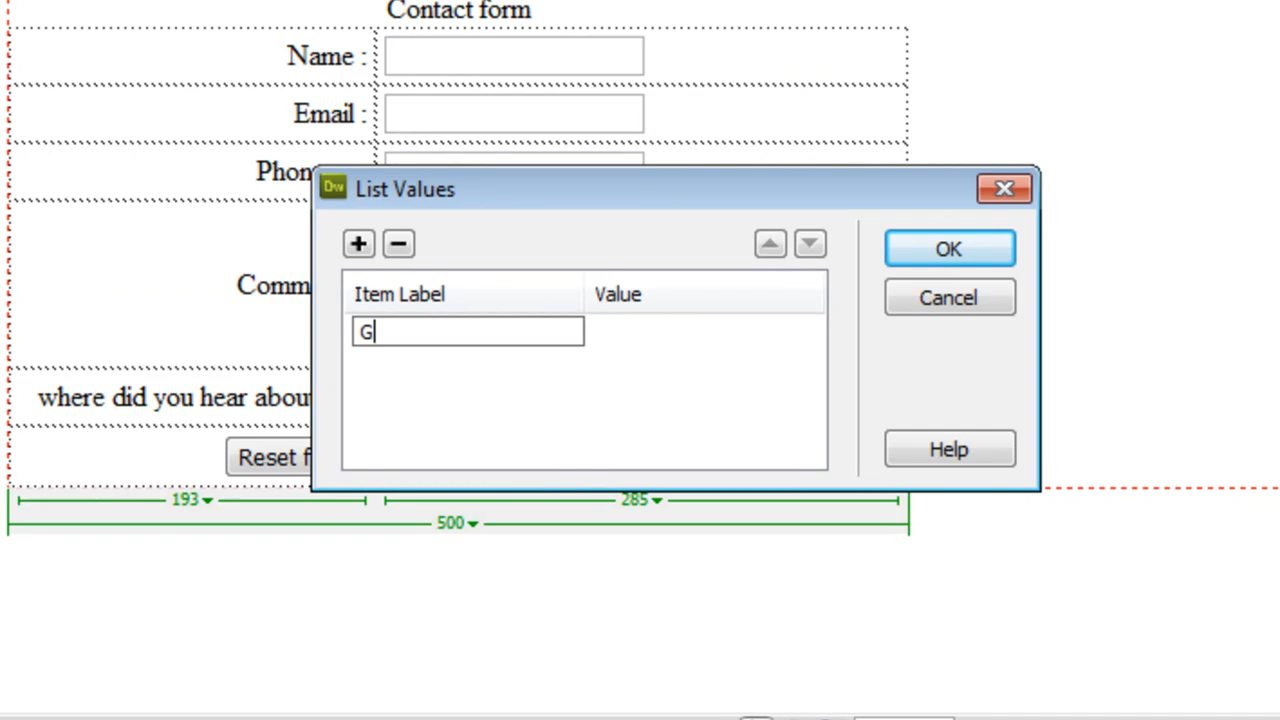 Contact form
Name :
Email :
Phon
Dw List Values
+ −
OK
Item Label Value
Cancel
Comm
G
where did you hear abou
Help
Reset f
193 285
500